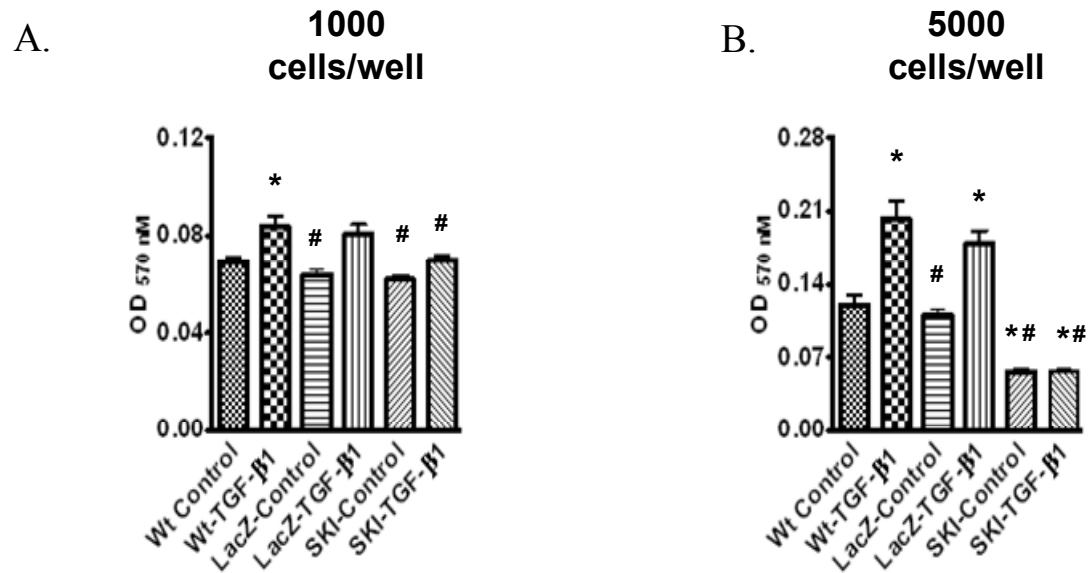 A.
1000
cells/well
0.12
0.08
0.04
0.00
OD 570 nM
*
#
#
#
Wt Control
Wt-TGF-β1
LacZ-Control
LacZ-TGF-β1
SKI-Control
SKI-TGF-β1
B.
5000
cells/well
0.28
0.21
0.14
0.07
0.00
OD 570 nM
*
#
*
*#
*#
Wt Control
Wt-TGF-β1
LacZ-Control
LacZ-TGF-β1
SKI-Control
SKI-TGF-β1